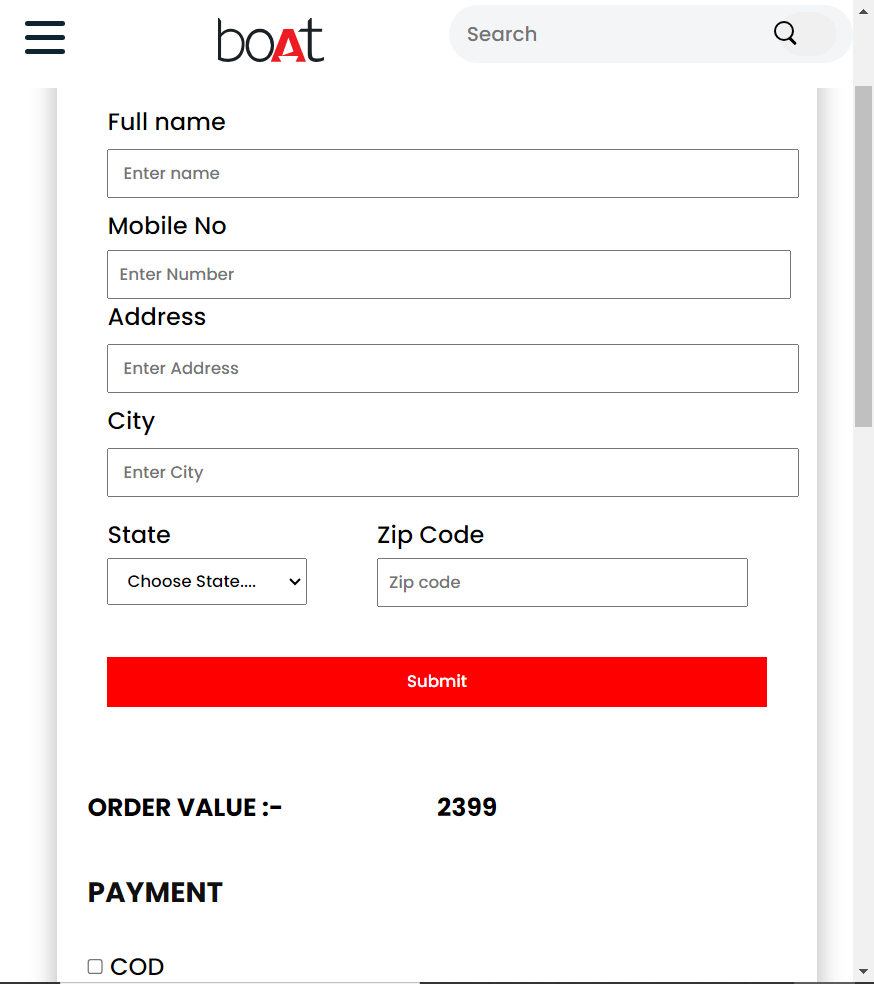 boAt
Search
Full name
Enter name
Mobile No
Enter Number
Address
Enter Address
City
Enter City
State
Zip Code
Choose State....
Zip code
Submit
ORDER VALUE :-
2399
PAYMENT
COD